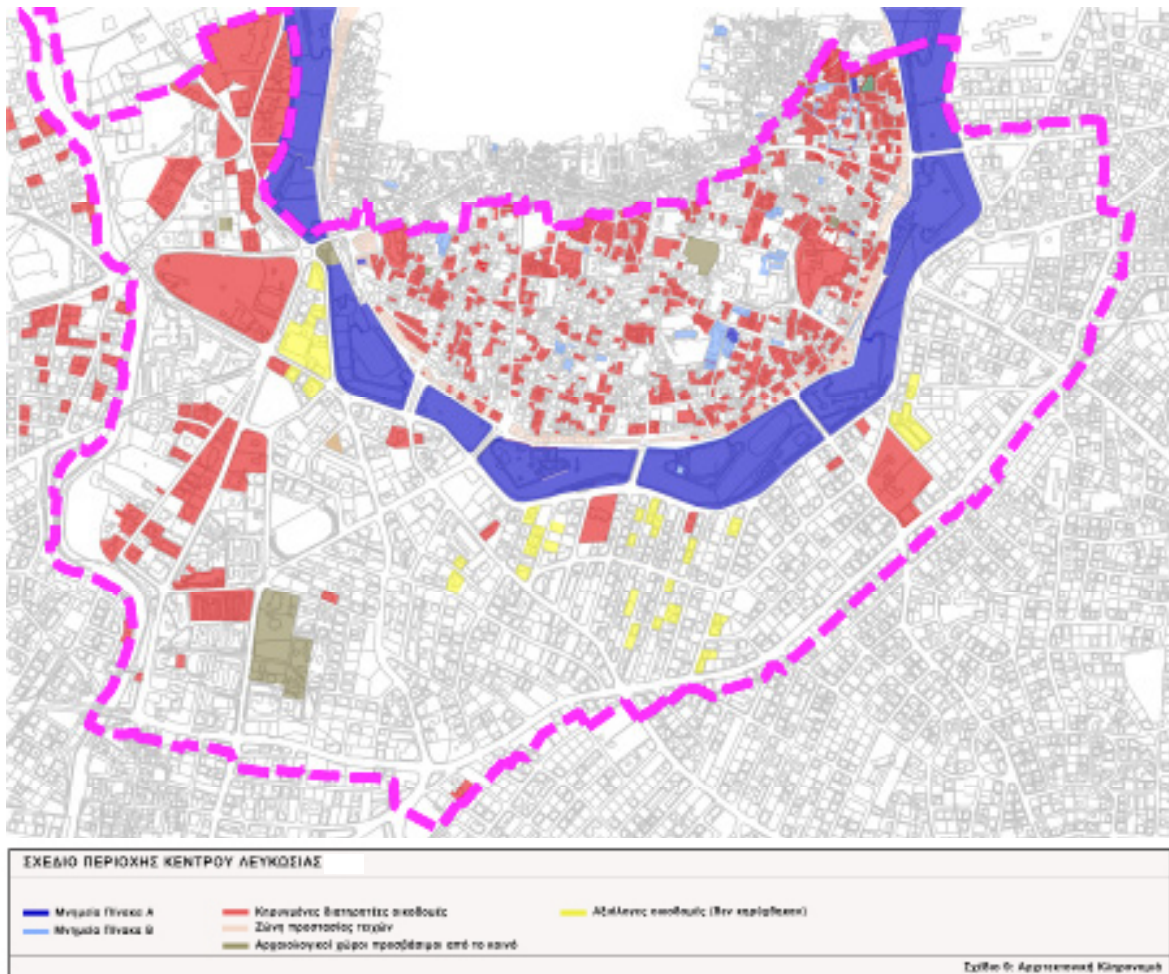 ΣΧΕΔΙΟ ΠΕΡΙΟΧΗΣ ΚΕΝΤΡΟΥ ΛΕΥΚΩΣΙΑΣ
Μνημεία Πίνακα Α
Μνημεία Πίνακα Β
Κηρυγμένες διατηρητέες οικοδομές
Ζώνη προστασίας τειχών
Αρχαιολογικοί χώροι προσβάσιμοι από το κοινό
Αξιόλογες οικοδομές (δεν κηρύχθηκαν)
Σχέδιο 9: Αρχιτεκτονική Κληρονομιά